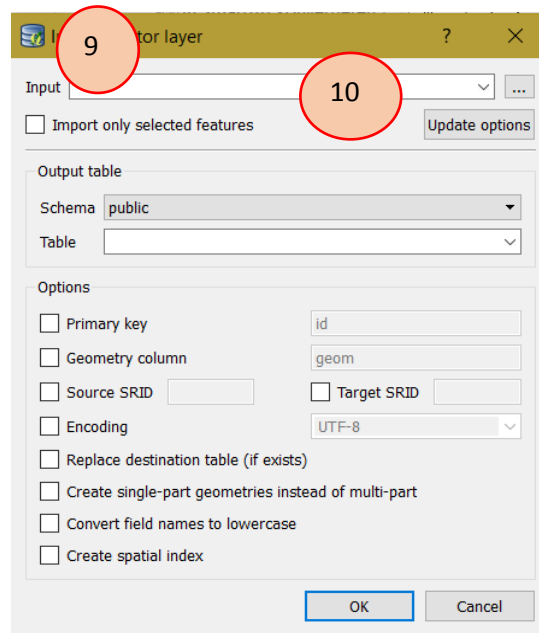 9
tor layer
?
Input
10
...
Import only selected features
Update options
Output table
Schema public
Table
Options
Primary key
id
Geometry column
geom
Source SRID
Target SRID
Encoding
UTF-8
Replace destination table (if exists)
Create single-part geometries instead of multi-part
Convert field names to lowercase
Create spatial index
OK
Cancel